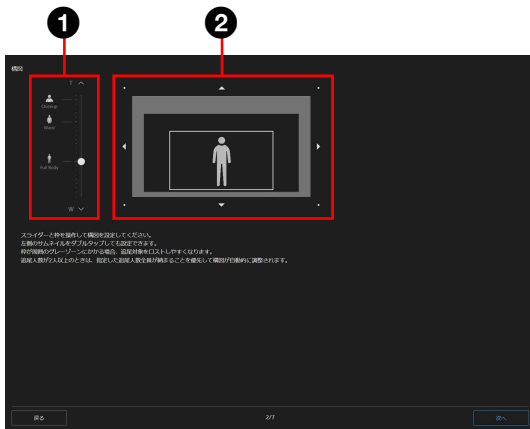 1 2
構図
T
Closeup
Waist
Full Body
W
スライダーと枠を操作して構図を設定してください。
左側のサムネイルをダブルタップしても設定できます。
枠が周囲のグレーゾーンにかかる場合、追尾対象をロストしやすくなります。
追尾人数が2人以上のときは、指定した追尾人数全員が納まることを優先して構図が自動的に調整されます。
戻る 2/7 次へ